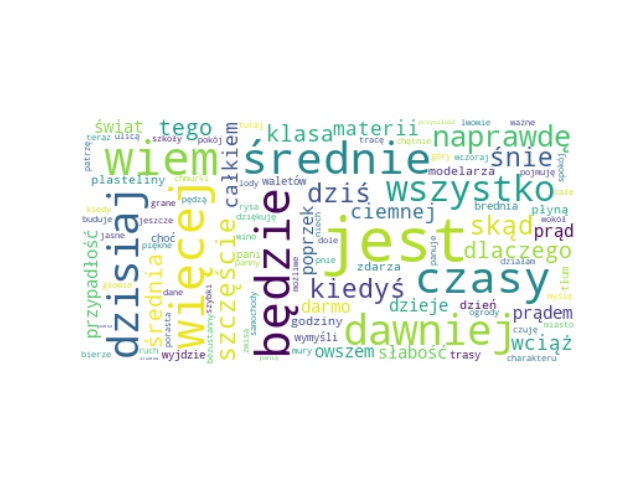 świat
tego
klasa
materii
przyszłość
lwowie
ważne
tutaj
naprawdę
teraz
ulicą
szkoły
pokój
tracę
chętnie
patrzę
wiem
całkiem
średnie
góry
wczoraj
śnie
spokój
plasteliny
chmurki
lody
waletów
modelarza
pojmuję
dziś
wszystko
całe
kiedy
grane
pędzą
rysa
brednia
płyną
buduje
jeszcze
dziękuję
niech
ciemnej
skąd
wokół
prąd
jasne
choć
wino
poprzek
jest
dlaczego
piękne
pani
panny
dole
panuje
działam
przypadłość
dzisiaj
średnia
więcej
szczęście
będzie
możliwe
pnie
zdarza
czasy
tłum
głowie
dane
szybki
samochody
kiedyś
myślę
darmo
dzieje
dzień
prądem
porasta
bezustanny
godziny
dawniej
ogrody
miasto
czuję
wymyśli
wciąż
bierze
ruch
wyjdzie
zwisa
mury
owszem
słabość
trasy
charakteru